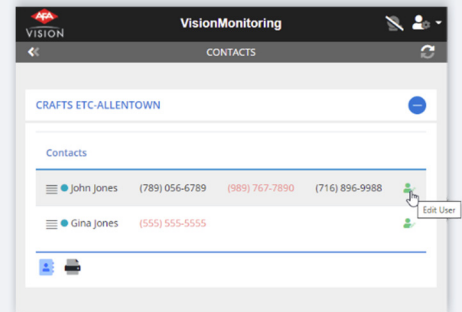 AFA
VISION
VisionMonitoring
CONTACTS
CRAFTS ETC-ALLENTOWN
Contacts
John Jones (789) 056-6789 (989) 767-7890 (716) 896-9988
Edit User
Gina Jones (555) 555-5555